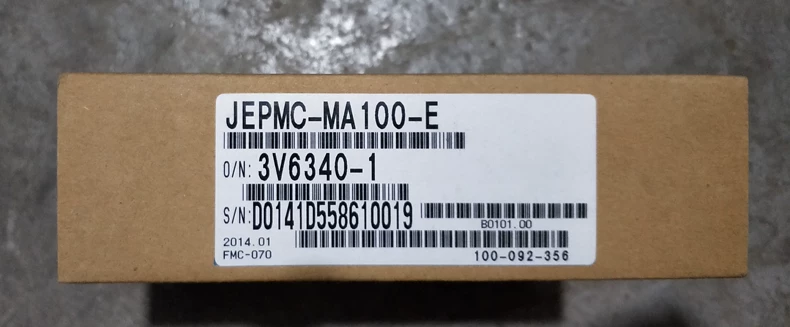 JEPMC-MA100-E
O/N: 3V6340-1
S/N: D0141D558610019
B0101.00
2014.01
FMC-070
100-092-356